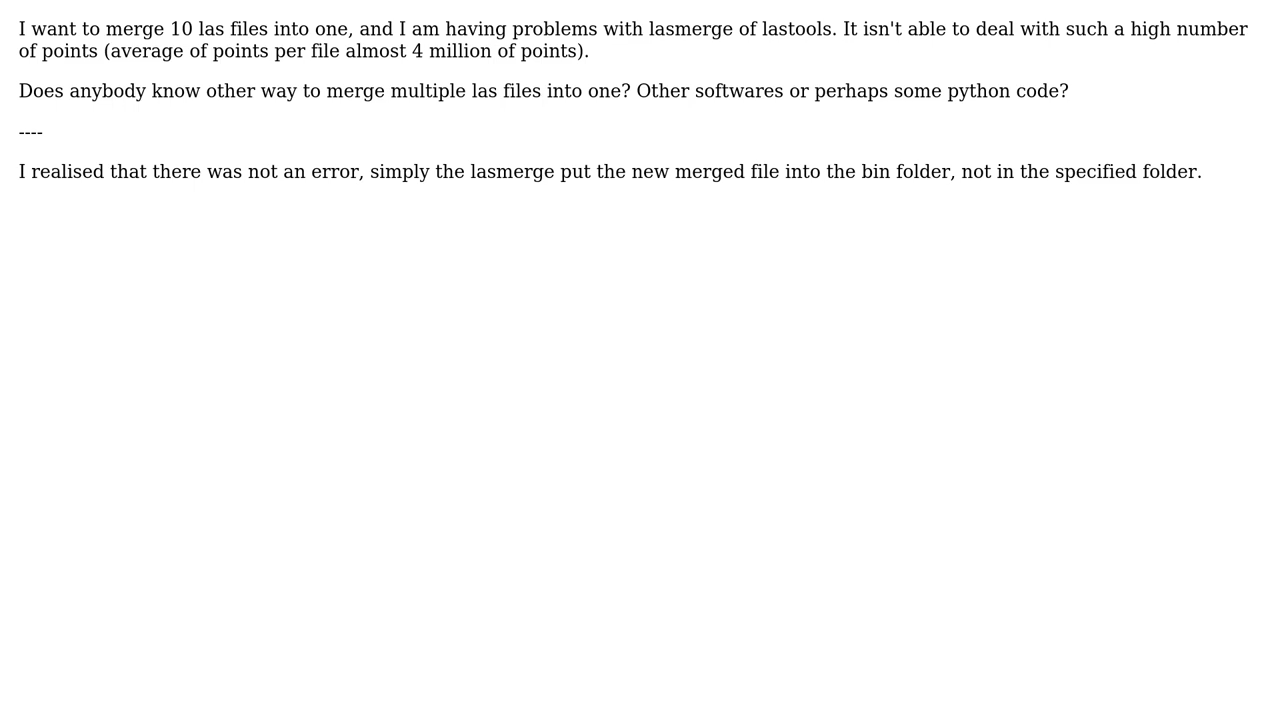 I want to merge 10 las files into one, and I am having problems with lasmerge of lastools. It isn't able to deal with such a high number
of points (average of points per file almost 4 million of points).
Does anybody know other way to merge multiple las files into one? Other softwares or perhaps some python code?
----
I realised that there was not an error, simply the lasmerge put the new merged file into the bin folder, not in the specified folder.